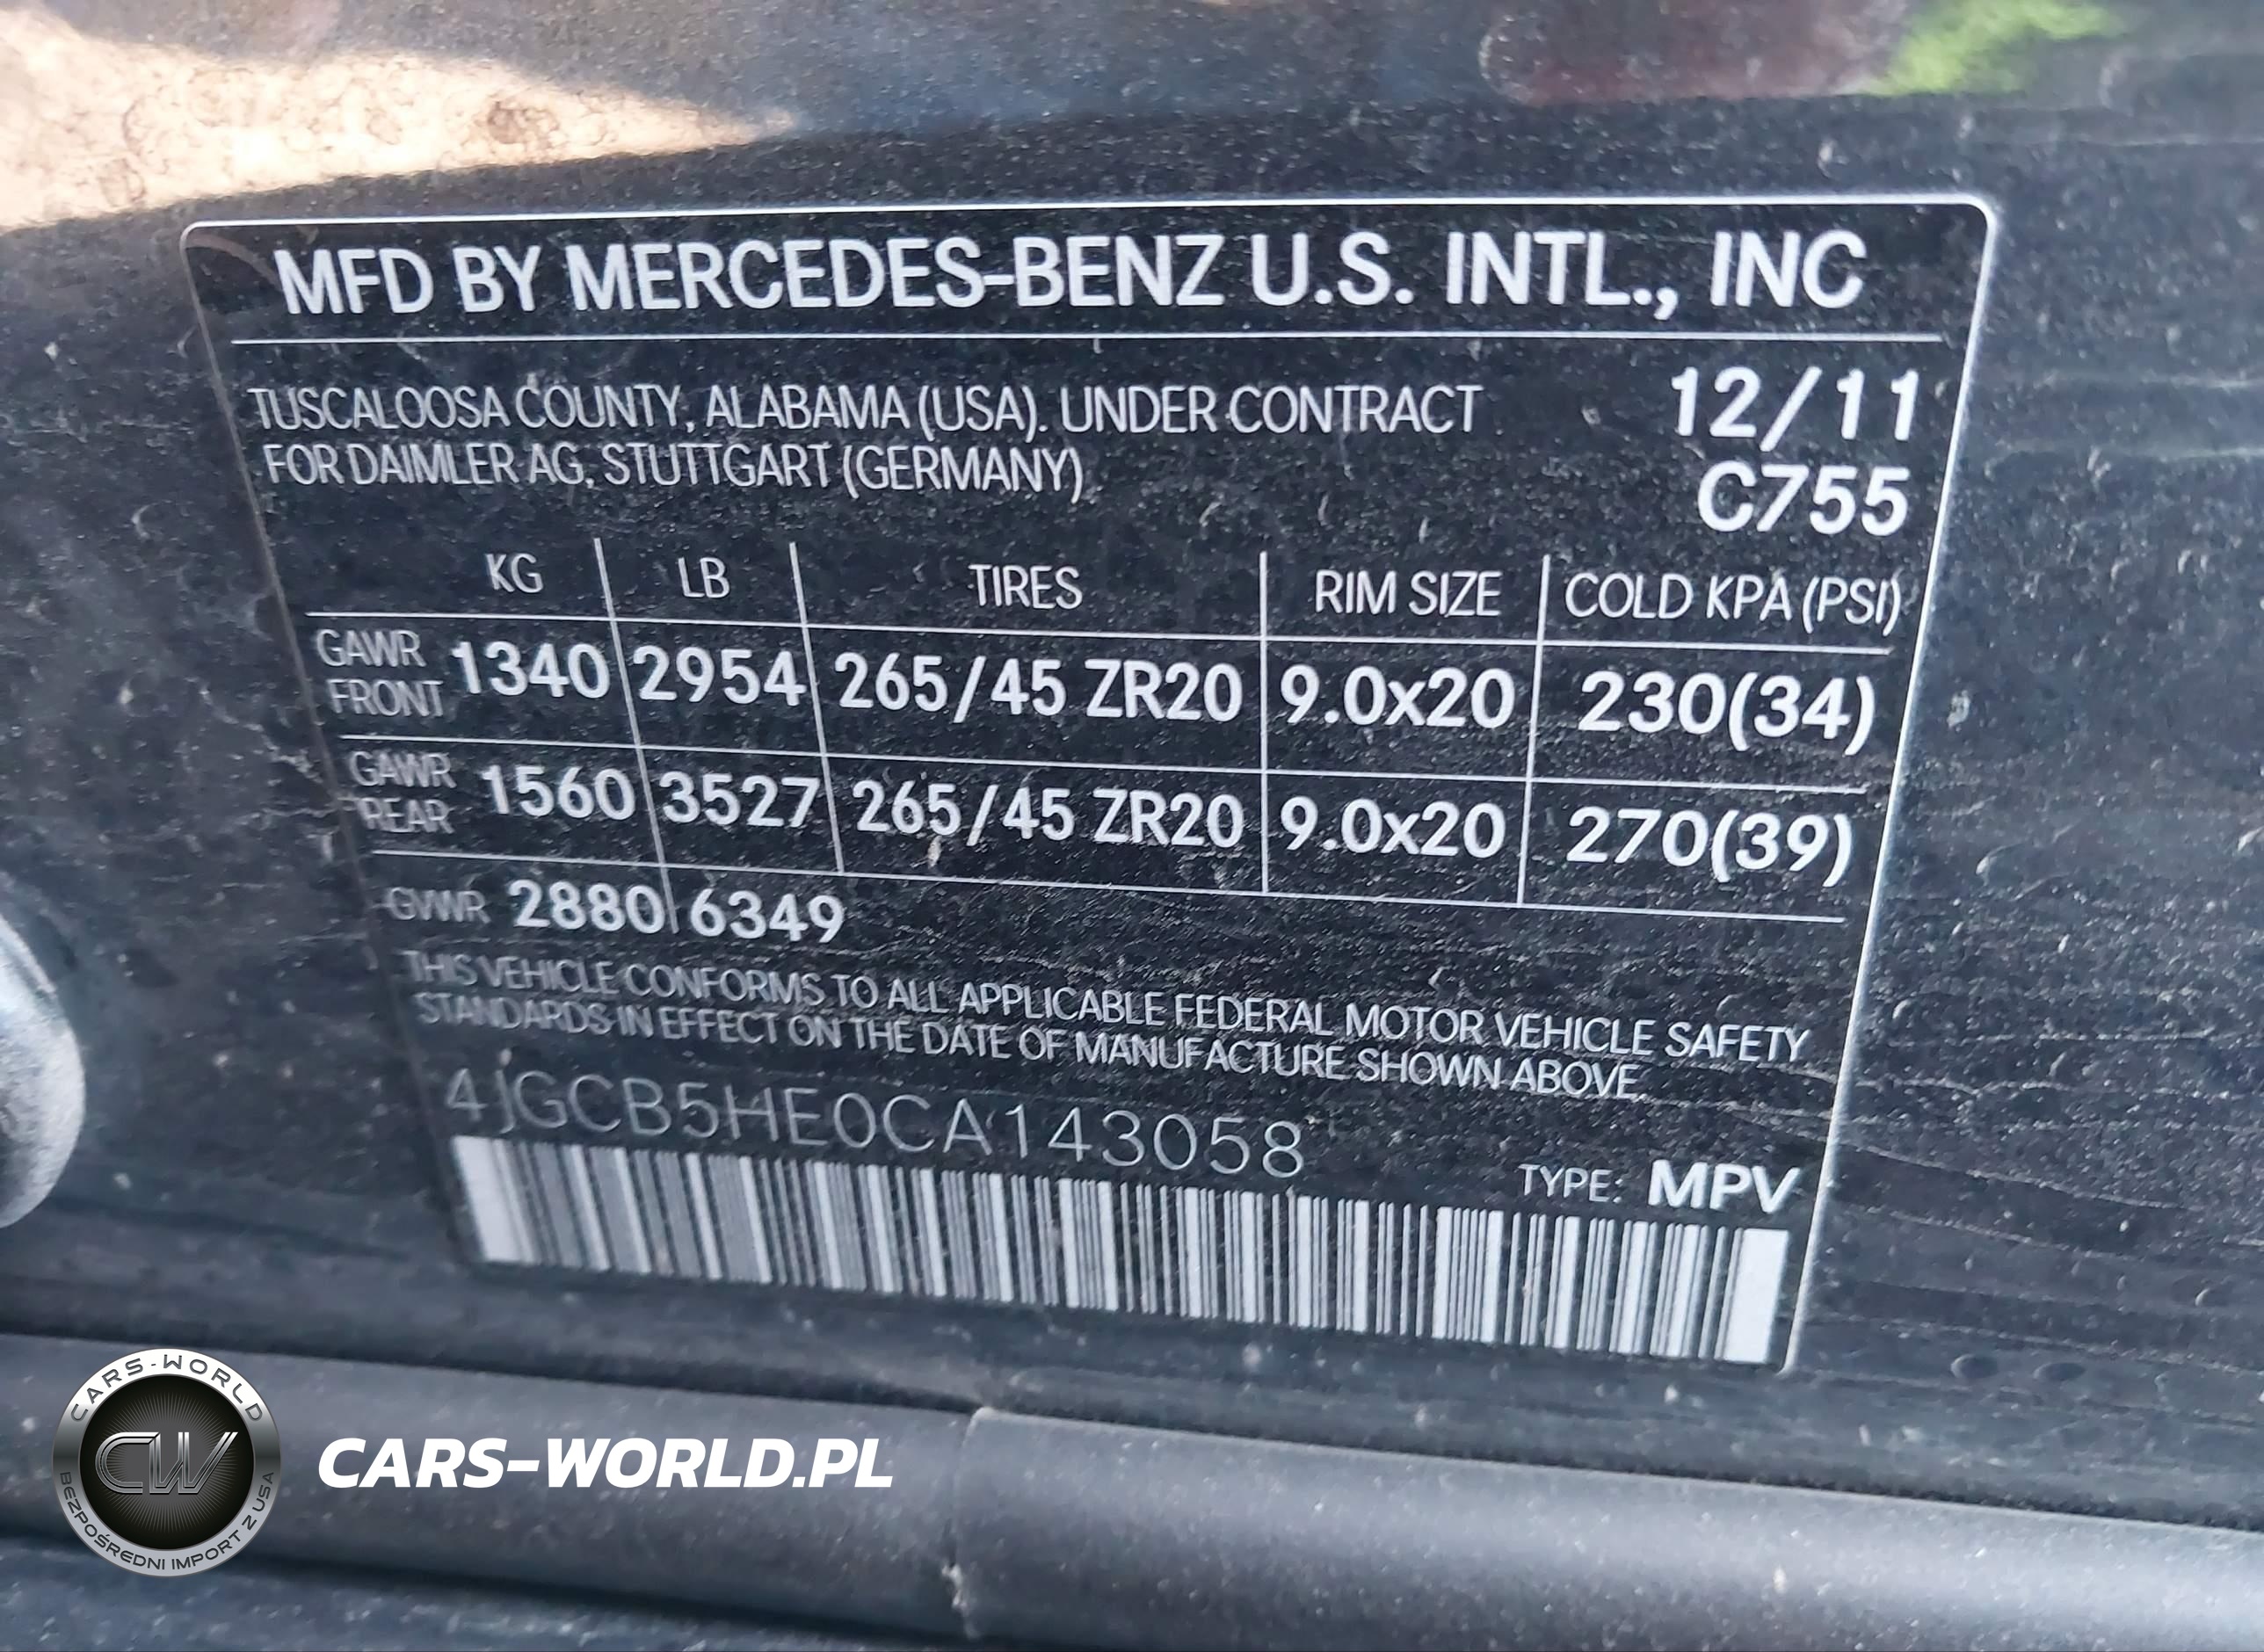 MFD BY MERCEDES-BENZ U.S. INTL., INC
TUSCALOOSA COUNTY, ALABAMA (USA). UNDER CONTRACT
FOR DAIMLER AG, STUTTGART (GERMANY)
12/11
C755
KG LB TIRES RIM SIZE COLD KPA (PSI)
GAWR FRONT 1340 2954 265/45 ZR20 9.0x20 230(34)
GAWR REAR 1560 3527 265/45 ZR20 9.0x20 270(39)
GVWR 2880 6349
THIS VEHICLE CONFORMS TO ALL APPLICABLE FEDERAL MOTOR VEHICLE SAFETY
STANDARDS IN EFFECT ON THE DATE OF MANUFACTURE SHOWN ABOVE.
4JGCB5HE0CA143058
TYPE: MPV
CARS-WORLD
CW
BEZPOŚREDNI IMPORT Z USA
CARS-WORLD.PL